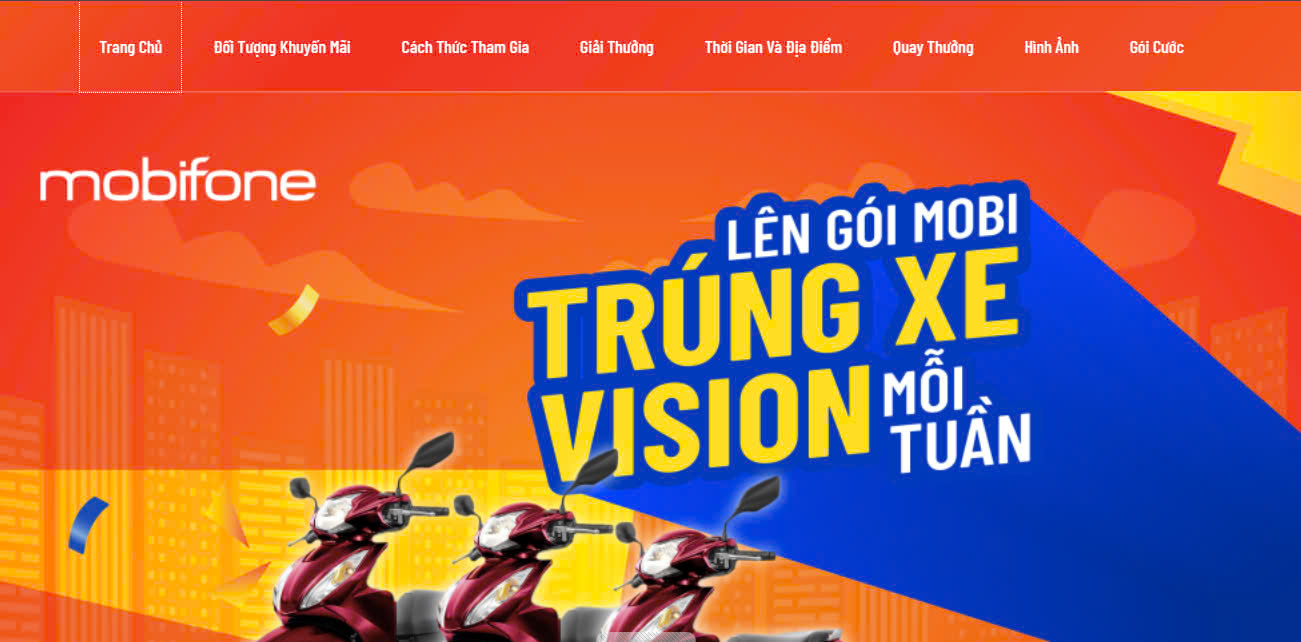 Trang Chủ
Đối Tượng Khuyến Mãi
Cách Thức Tham Gia
Giải Thưởng
Thời Gian Và Địa Điểm
Quay Thưởng
Hình Ảnh
Gói Cước
mobifone
LÊN GÓI MOBI
TRÚNG XE
VISION
MỖI
TUẦN